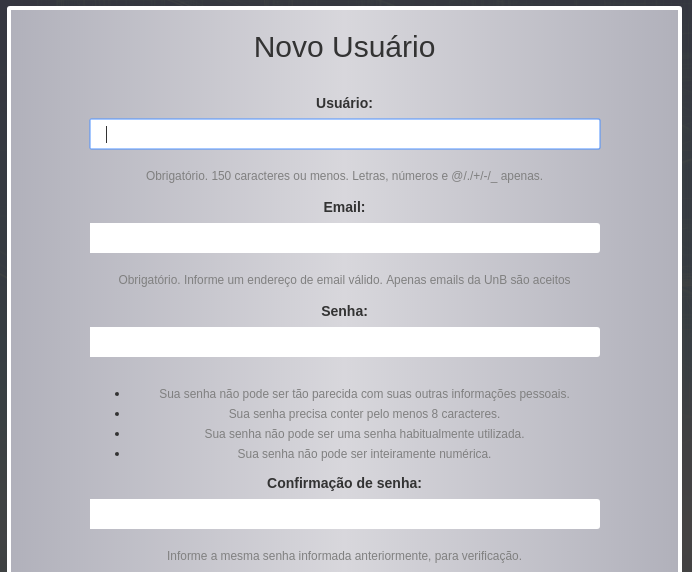 Novo Usuário
Usuário:
Obrigatório. 150 caracteres ou menos. Letras, números e @/./+/-/_ apenas.
Email:
Obrigatório. Informe um endereço de email válido. Apenas emails da UnB são aceitos
Senha:
• Sua senha não pode ser tão parecida com suas outras informações pessoais.
• Sua senha precisa conter pelo menos 8 caracteres.
• Sua senha não pode ser uma senha habitualmente utilizada.
• Sua senha não pode ser inteiramente numérica.
Confirmação de senha:
Informe a mesma senha informada anteriormente, para verificação.